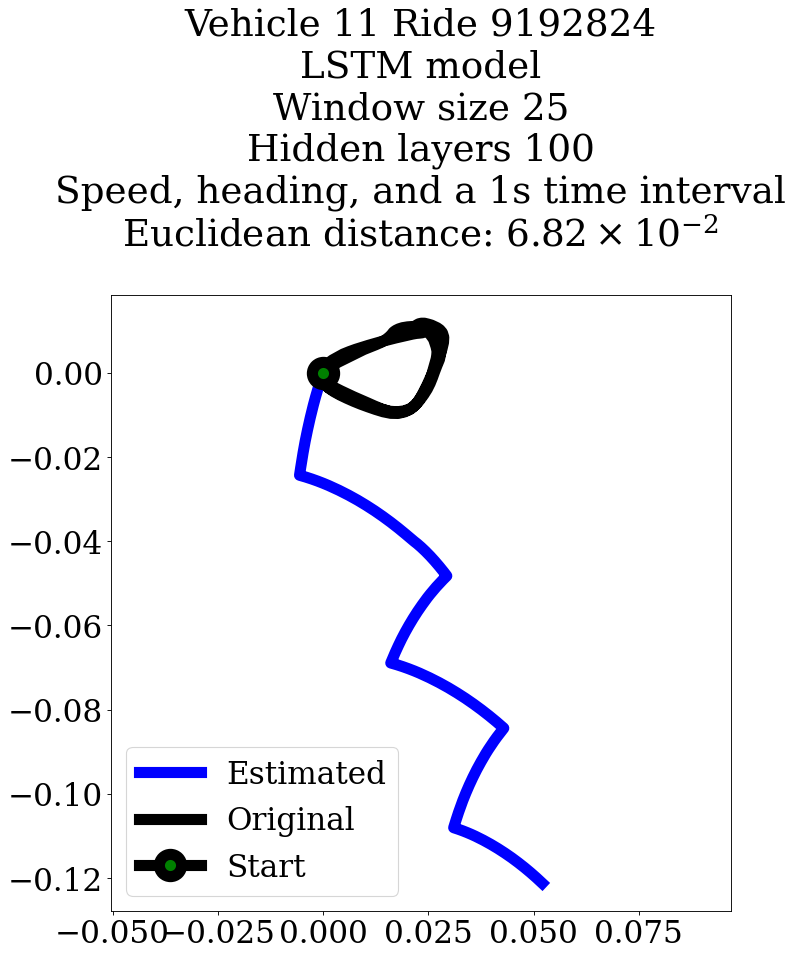 Vehicle 11 Ride 9192824
LSTM model
Window size 25
Hidden layers 100
Speed, heading, and a 1s time interval
Euclidean distance: 6.82 × 10⁻²
0.00
−0.02
−0.04
−0.06
−0.08
−0.10
−0.12
Estimated
Original
Start
−0.050 −0.025 0.000 0.025 0.050 0.075